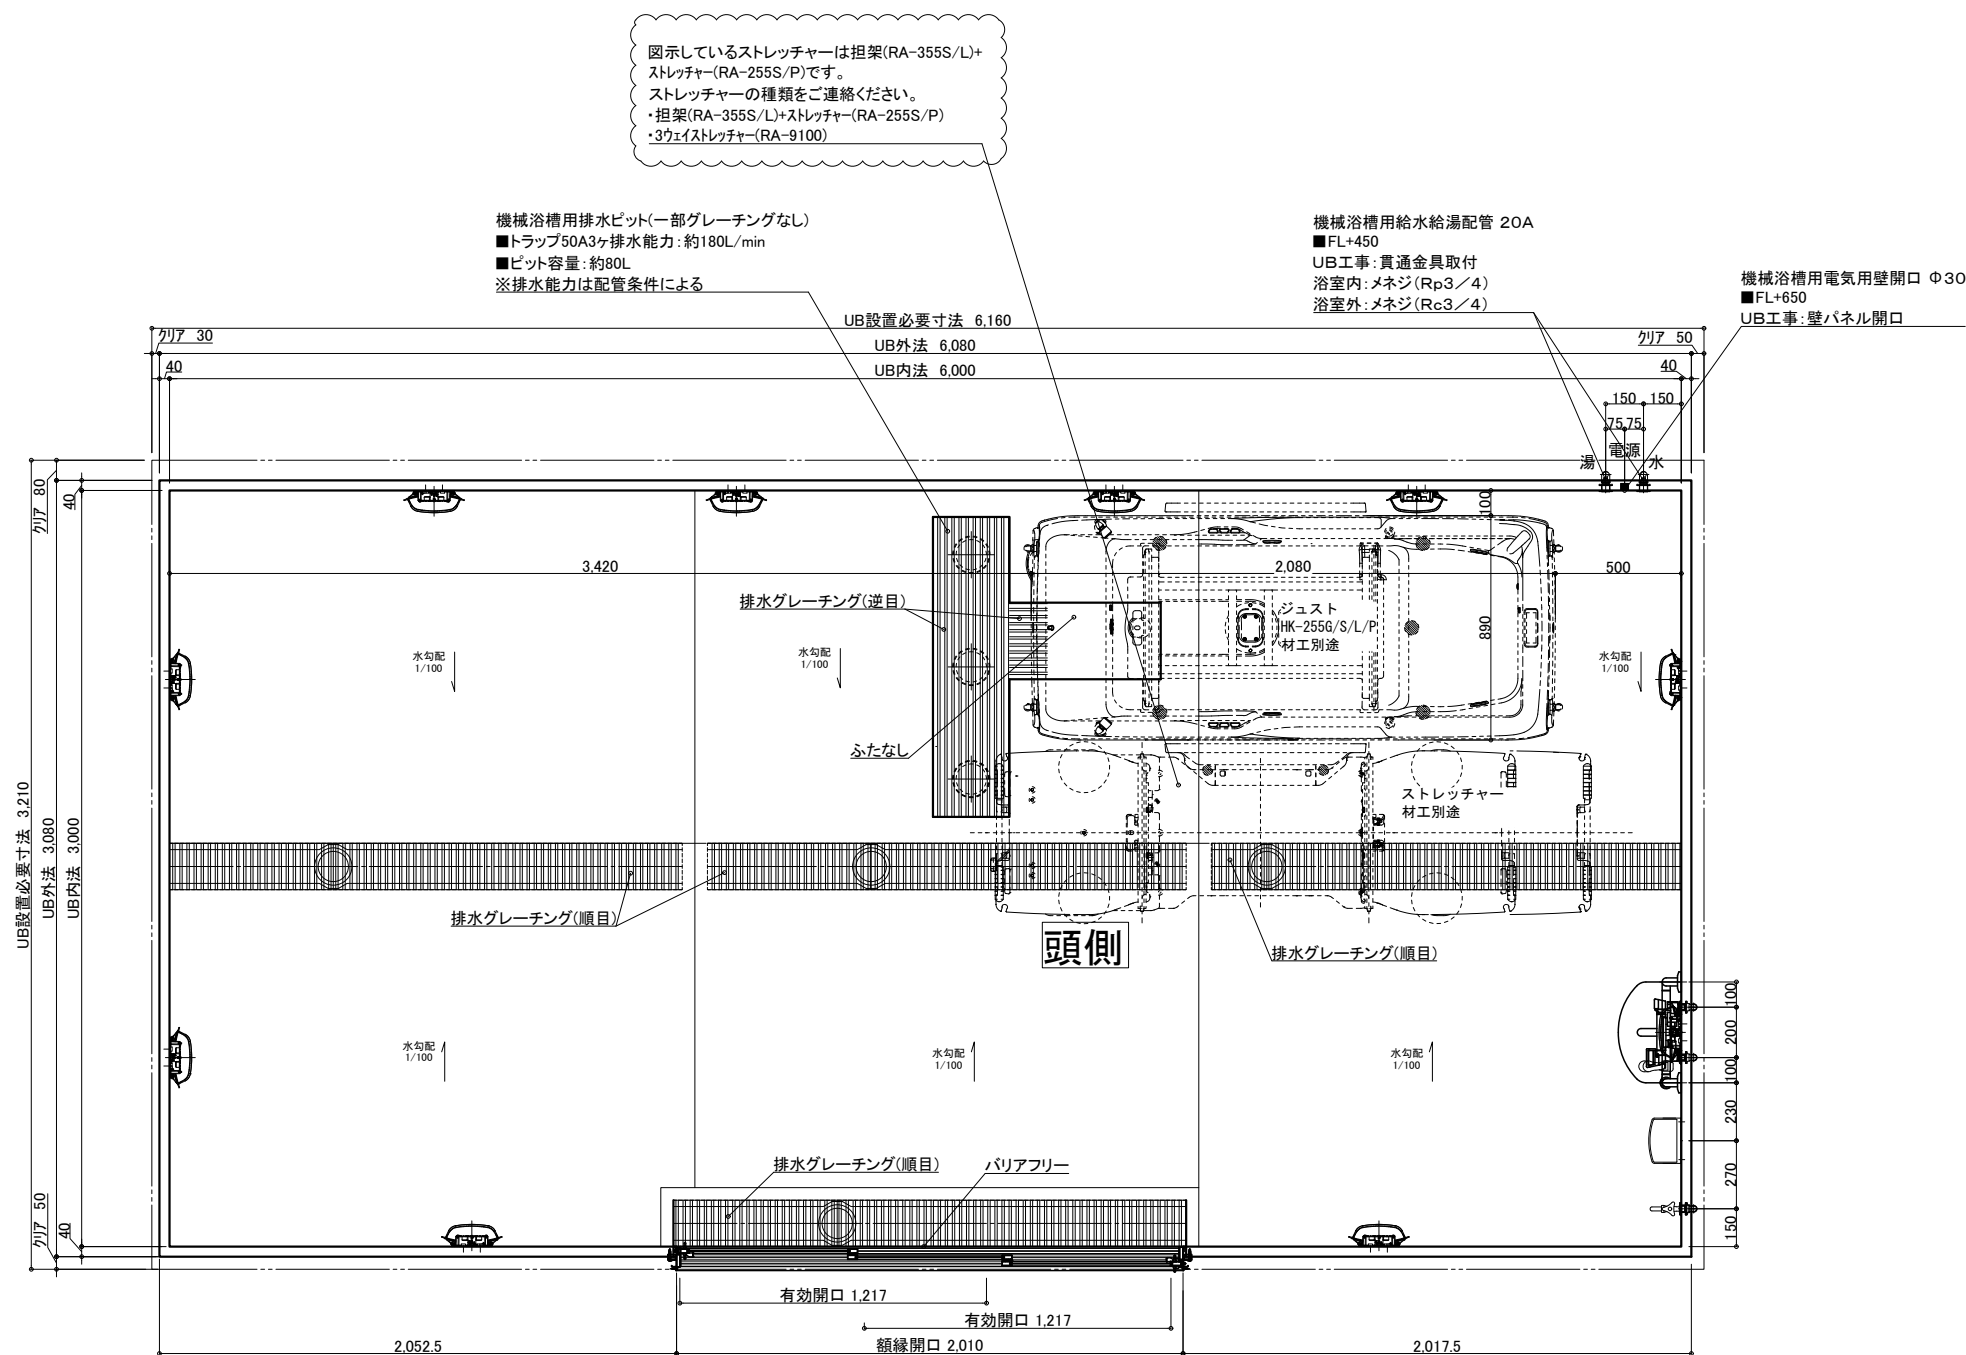 図示しているストレッチャーは担架(RA-355S/L)+
ストレッチャー(RA-255S/P)です。
ストレッチャーの種類をご連絡ください。
・担架(RA-355S/L)+ストレッチャー(RA-255S/P)
・3ウェイストレッチャー(RA-9100)
機械浴槽用排水ピット(一部グレーチングなし)
■トラップ50A3ヶ排水能力:約180L/min
■ピット容量:約80L
※排水能力は配管条件による
機械浴槽用給水給湯配管 20A
■FL+450
UB工事:貫通金具取付
浴室内:メネジ(Rp3/4)
浴室外:メネジ(Rc3/4)
機械浴槽用電気用壁開口 Φ30
■FL+650
UB工事:壁パネル開口
UB設置必要寸法 6,160
クリア 30
UB外法 6,080
クリア 50
40
UB内法 6,000
40
150
150
75
75
電源
湯
水
クリア 80
40
100
3,420
2,080
500
排水グレーチング(逆目)
ジュスト
HK-255G/S/L/P
材工別途
890
水勾配
1/100
水勾配
1/100
水勾配
1/100
ふたなし
ストレッチャー
材工別途
UB設置必要寸法 3,210
UB外法 3,080
UB内法 3,000
排水グレーチング(順目)
頭側
排水グレーチング(順目)
水勾配
1/100
水勾配
1/100
水勾配
1/100
100
200
100
230
270
150
排水グレーチング(順目)
バリアフリー
クリア 50
40
有効開口 1,217
有効開口 1,217
2,052.5
額縁開口 2,010
2,017.5